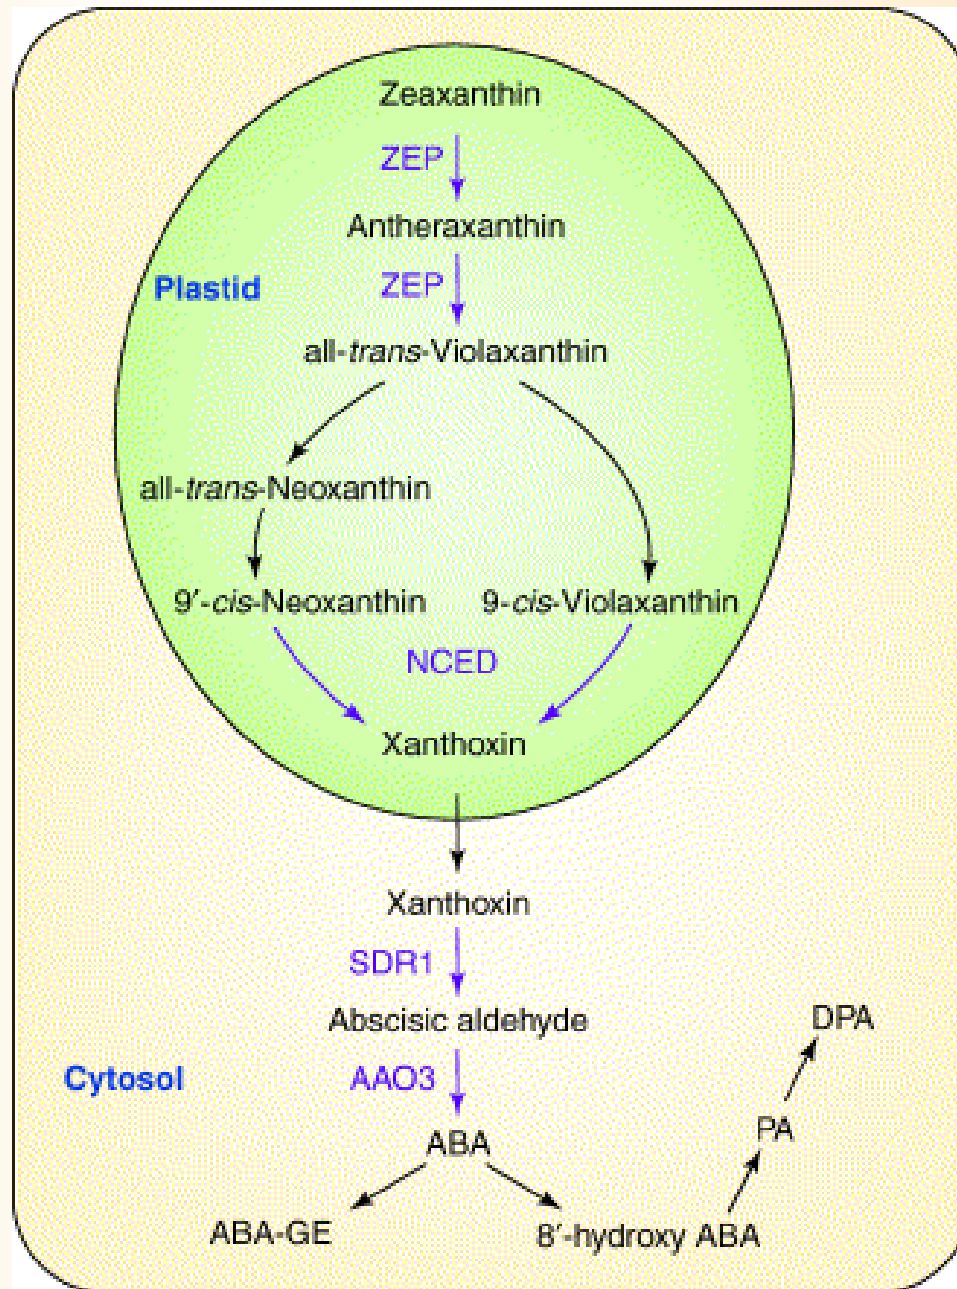 Zeaxanthin
ZEP
Antheraxanthin
Plastid
ZEP
all-trans-Violaxanthin
all-trans-Neoxanthin
9′-cis-Neoxanthin 9-cis-Violaxanthin
NCED
Xanthoxin
Xanthoxin
SDR1
Abscisic aldehyde
DPA
Cytosol
AAO3
PA
ABA
ABA-GE
8′-hydroxy ABA